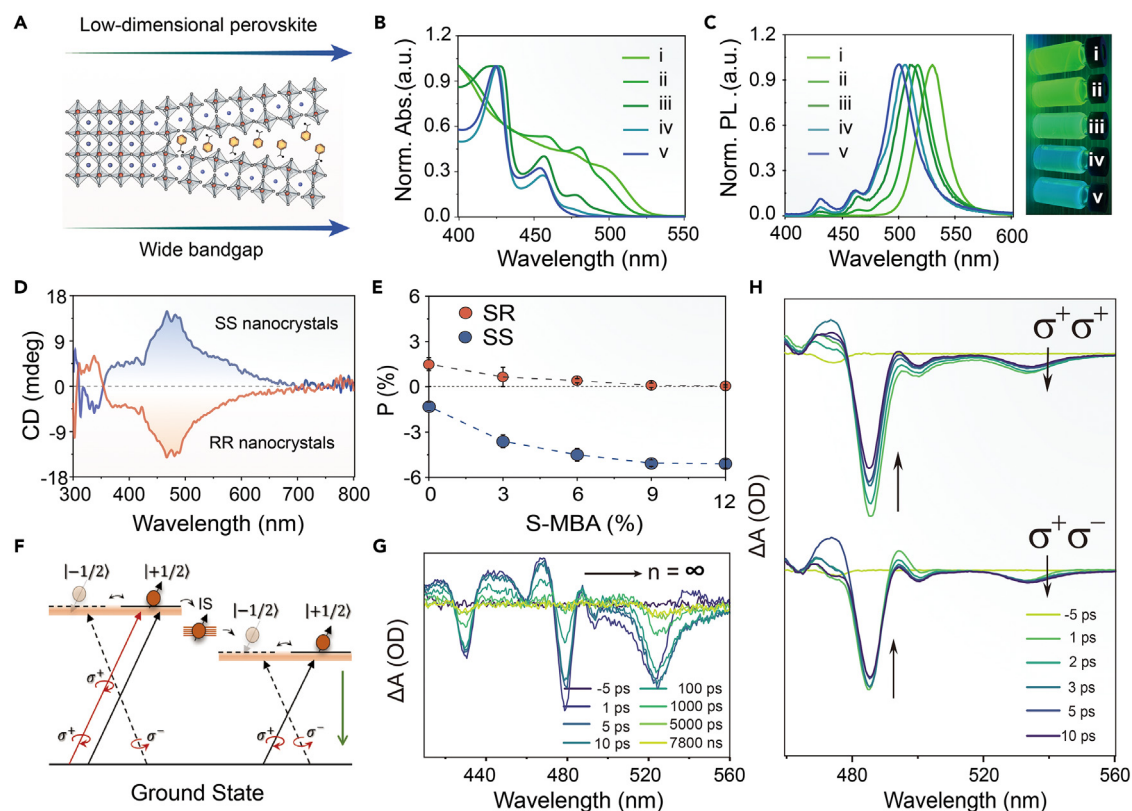 A
Low-dimensional perovskite
Wide bandgap
B
Norm. Abs.(a.u.)
1.2
0.9
0.6
0.3
0.0
400
450
500
550
Wavelength (nm)
i
ii
iii
iv
v
C
Norm. PL .(a.u.)
1.2
0.9
0.6
0.3
0.0
400
450
500
550
600
Wavelength (nm)
i
ii
iii
iv
v
i
ii
iii
iv
v
D
CD (mdeg)
18
9
0
-9
-18
300
400
500
600
700
800
Wavelength (nm)
SS nanocrystals
RR nanocrystals
E
P (%)
6
3
0
-3
-6
0
3
6
9
12
S-MBA (%)
SR
SS
F
|−1/2⟩
|+1/2⟩
IS
|−1/2⟩
|+1/2⟩
σ⁺
σ⁺
σ⁻
σ⁺
σ⁻
Ground State
G
ΔA (OD)
n = ∞
-5 ps
1 ps
5 ps
10 ps
100 ps
1000 ps
5000 ps
7800 ns
440
480
520
560
Wavelength (nm)
H
ΔA (OD)
σ⁺σ⁺
σ⁺σ⁻
-5 ps
1 ps
2 ps
3 ps
5 ps
10 ps
480
520
560
Wavelength (nm)